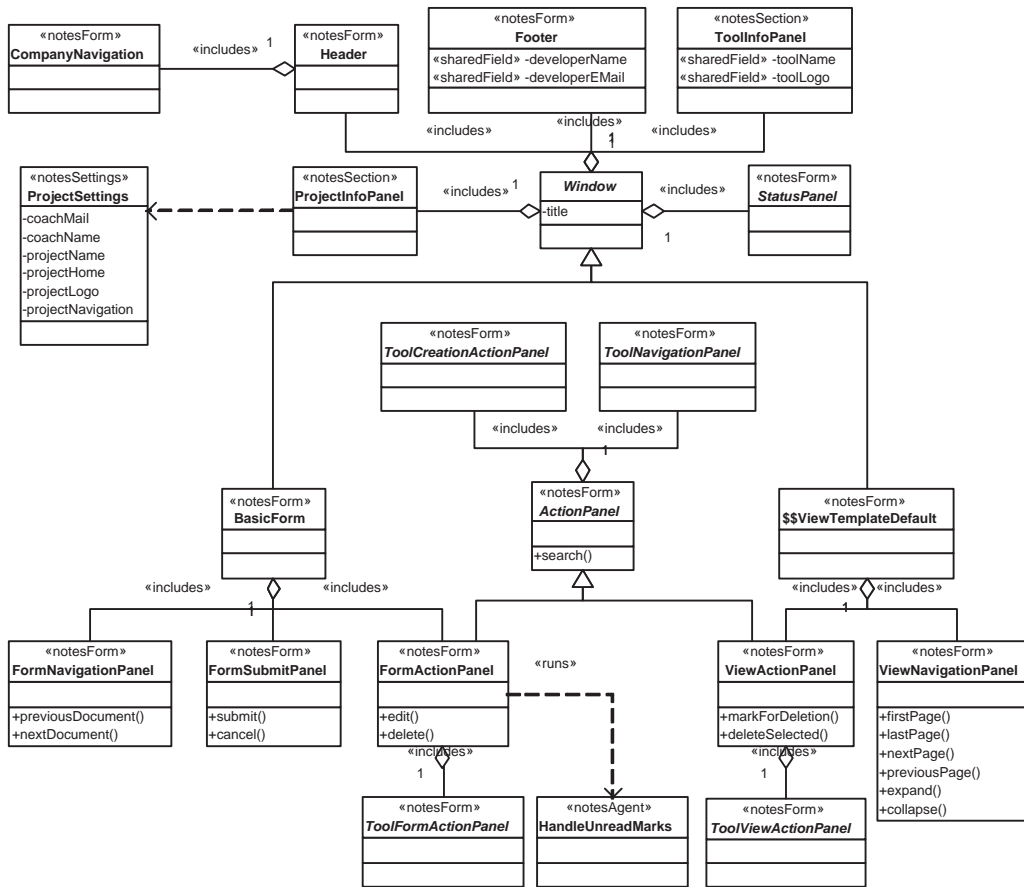 «notesForm»
CompanyNavigation
«includes»
1
«notesForm»
Header
«notesForm»
Footer
«sharedField» -developerName
«sharedField» -developerEMail
«notesSection»
ToolInfoPanel
«sharedField» -toolName
«sharedField» -toolLogo
«includes»
«includes»
«includes»
1
1
«notesSettings»
ProjectSettings
-coachMail
-coachName
-projectName
-projectHome
-projectLogo
-projectNavigation
«notesSection»
ProjectInfoPanel
«includes»
1
Window
-title
«includes»
1
«notesForm»
StatusPanel
«notesForm»
ToolCreationActionPanel
«notesForm»
ToolNavigationPanel
«includes»
«includes»
1
«notesForm»
BasicForm
«notesForm»
ActionPanel
+search()
«notesForm»
$$ViewTemplateDefault
«includes»
«includes»
1
1
«includes»
«includes»
1
«notesForm»
FormNavigationPanel
+previousDocument()
+nextDocument()
«notesForm»
FormSubmitPanel
+submit()
+cancel()
«notesForm»
FormActionPanel
+edit()
+delete()
«runs»
«notesForm»
ViewActionPanel
+markForDeletion()
+deleteSelected()
«notesForm»
ViewNavigationPanel
+firstPage()
+lastPage()
+nextPage()
+previousPage()
+expand()
+collapse()
«includes»
1
«includes»
1
«notesForm»
ToolFormActionPanel
«notesAgent»
HandleUnreadMarks
«notesForm»
ToolViewActionPanel